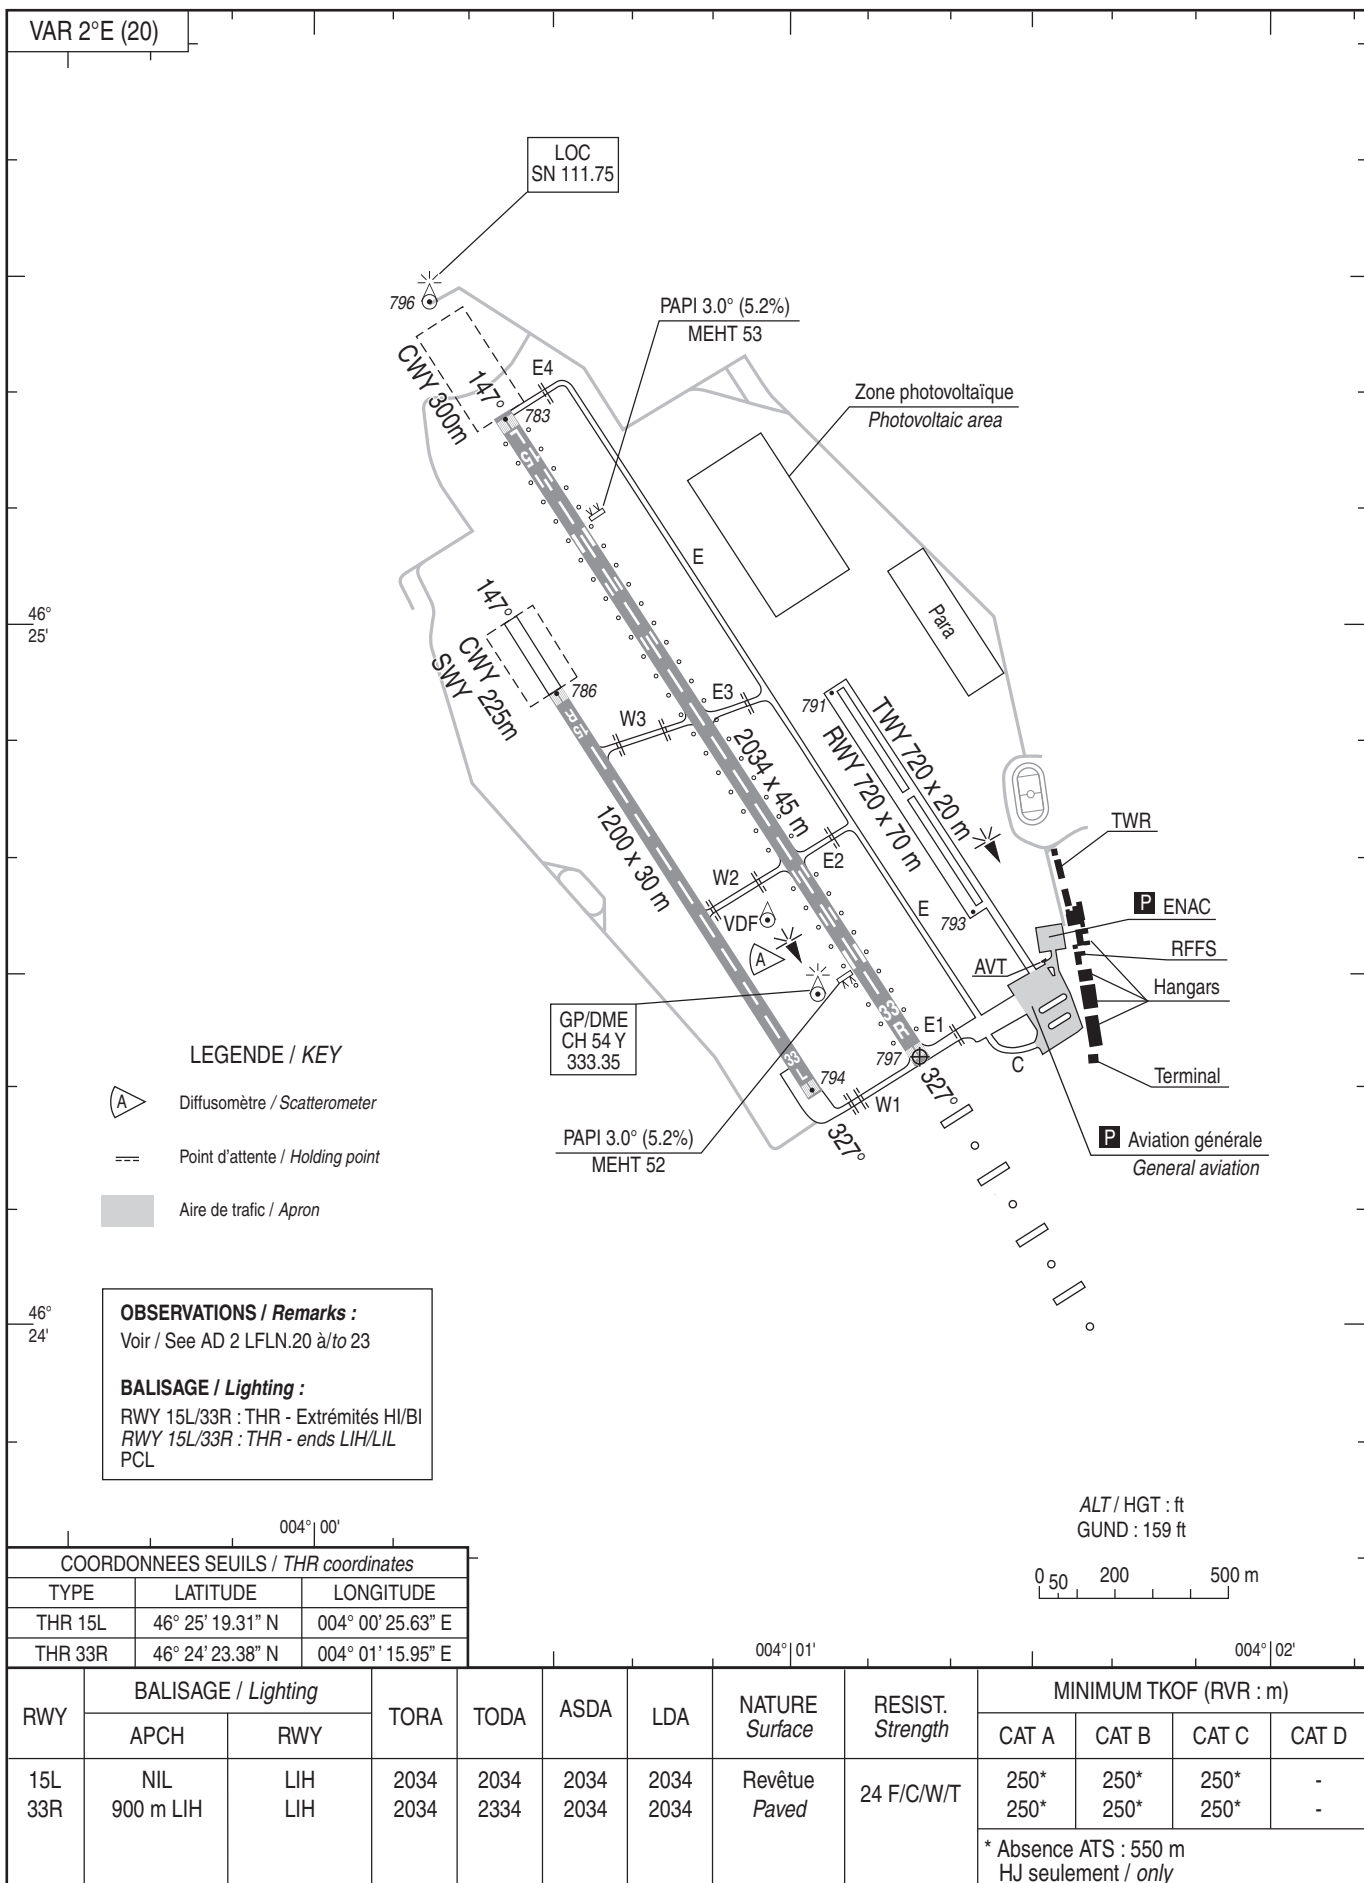 VAR 2°E (20)
LOC
SN 111.75
796
PAPI 3.0° (5.2%)
MEHT 53
CWY 300m
147°
E4
783
15 L
Zone photovoltaïque
Photovoltaic area
E
Para
46°
25'
147°
CWY 225m
SWY
786
15 R
W3
E3
791
TWY 720 x 20 m
RWY 720 x 70 m
2034 x 45 m
1200 x 30 m
E2
W2
TWR
VDF
A
E
793
P ENAC
RFFS
AVT
Hangars
GP/DME
CH 54 Y
333.35
33 R
E1
797
C
Terminal
327°
33 L
794
W1
327°
PAPI 3.0° (5.2%)
MEHT 52
P Aviation générale
General aviation
LEGENDE / KEY
A Diffusomètre / Scatterometer
Point d'attente / Holding point
Aire de trafic / Apron
46°
24'
OBSERVATIONS / Remarks :
Voir / See AD 2 LFLN.20 à/to 23
BALISAGE / Lighting :
RWY 15L/33R : THR - Extrémités HI/BI
RWY 15L/33R : THR - ends LIH/LIL
PCL
ALT / HGT : ft
GUND : 159 ft
0 50 200 500 m
004° 00'
004° 01'
004° 02'
COORDONNEES SEUILS / THR coordinates
TYPE LATITUDE LONGITUDE
THR 15L 46° 25' 19.31” N 004° 00' 25.63” E
THR 33R 46° 24' 23.38” N 004° 01' 15.95” E
RWY BALISAGE / Lighting TORA TODA ASDA LDA NATURE RESIST. MINIMUM TKOF (RVR : m)
APCH RWY Surface Strength CAT A CAT B CAT C CAT D
15L NIL LIH 2034 2034 2034 2034 Revêtue 24 F/C/W/T 250* 250* 250* -
33R 900 m LIH LIH 2034 2334 2034 2034 Paved 250* 250* 250* -
* Absence ATS : 550 m
HJ seulement / only